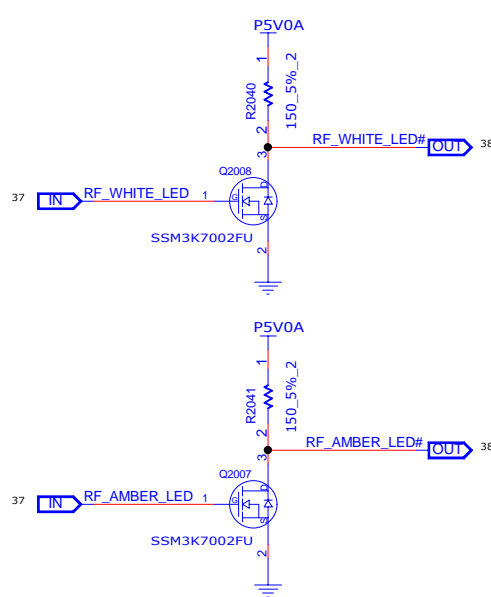 P5V0A
1
R2040
150_5%_2
2
RF_WHITE_LED# OUT 38
3
Q2008
D
37 IN RF_WHITE_LED 1 G
S
SSM3K7002FU
2
P5V0A
1
R2041
150_5%_2
2
RF_AMBER_LED# OUT 38
3
Q2007
D
37 IN RF_AMBER_LED 1 G
S
SSM3K7002FU
2